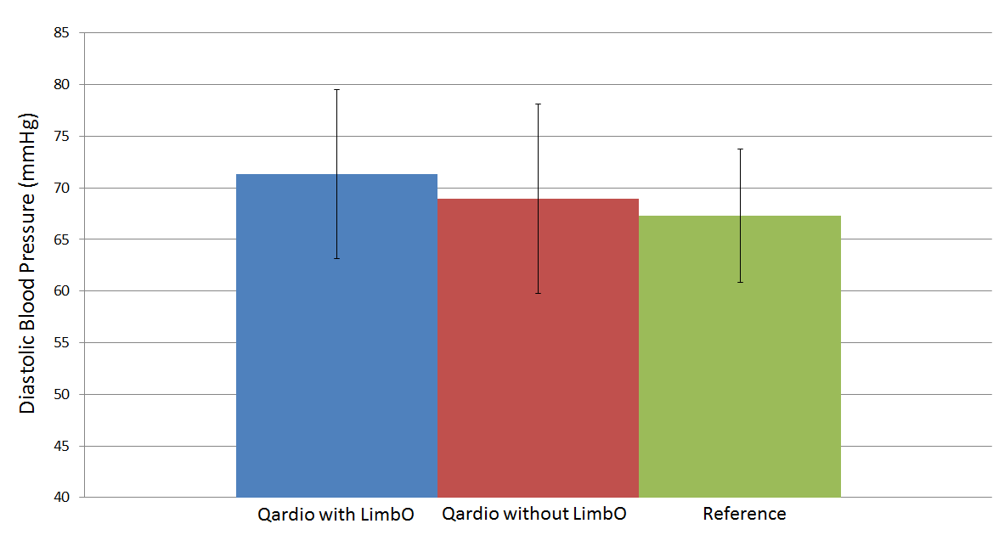 Diastolic Blood Pressure (mmHg)
85
80
75
70
65
60
55
50
45
40
Qardio with LimbO
Qardio without LimbO
Reference